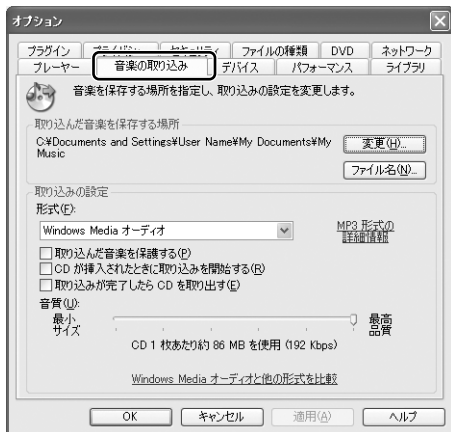 オプション
プラグイン プライバシー セキュリティ ファイルの種類 DVD ネットワーク
プレーヤー 音楽の取り込み デバイス パフォーマンス ライブラリ
音楽を保存する場所を指定し、取り込みの設定を変更します。
取り込んだ音楽を保存する場所
C:¥Documents and Settings¥User Name¥My Documents¥My Music
変更(H)...
ファイル名(N)...
取り込みの設定
形式(F):
Windows Media オーディオ
MP3 形式の
詳細情報
取り込んだ音楽を保護する(P)
CD が挿入されたときに取り込みを開始する(R)
取り込みが完了したら CD を取り出す(E)
音質(U):
最小
サイズ
最高
品質
CD 1 枚あたり約 86 MB を使用 (192 Kbps)
Windows Media オーディオと他の形式を比較
OK キャンセル 適用(A) ヘルプ